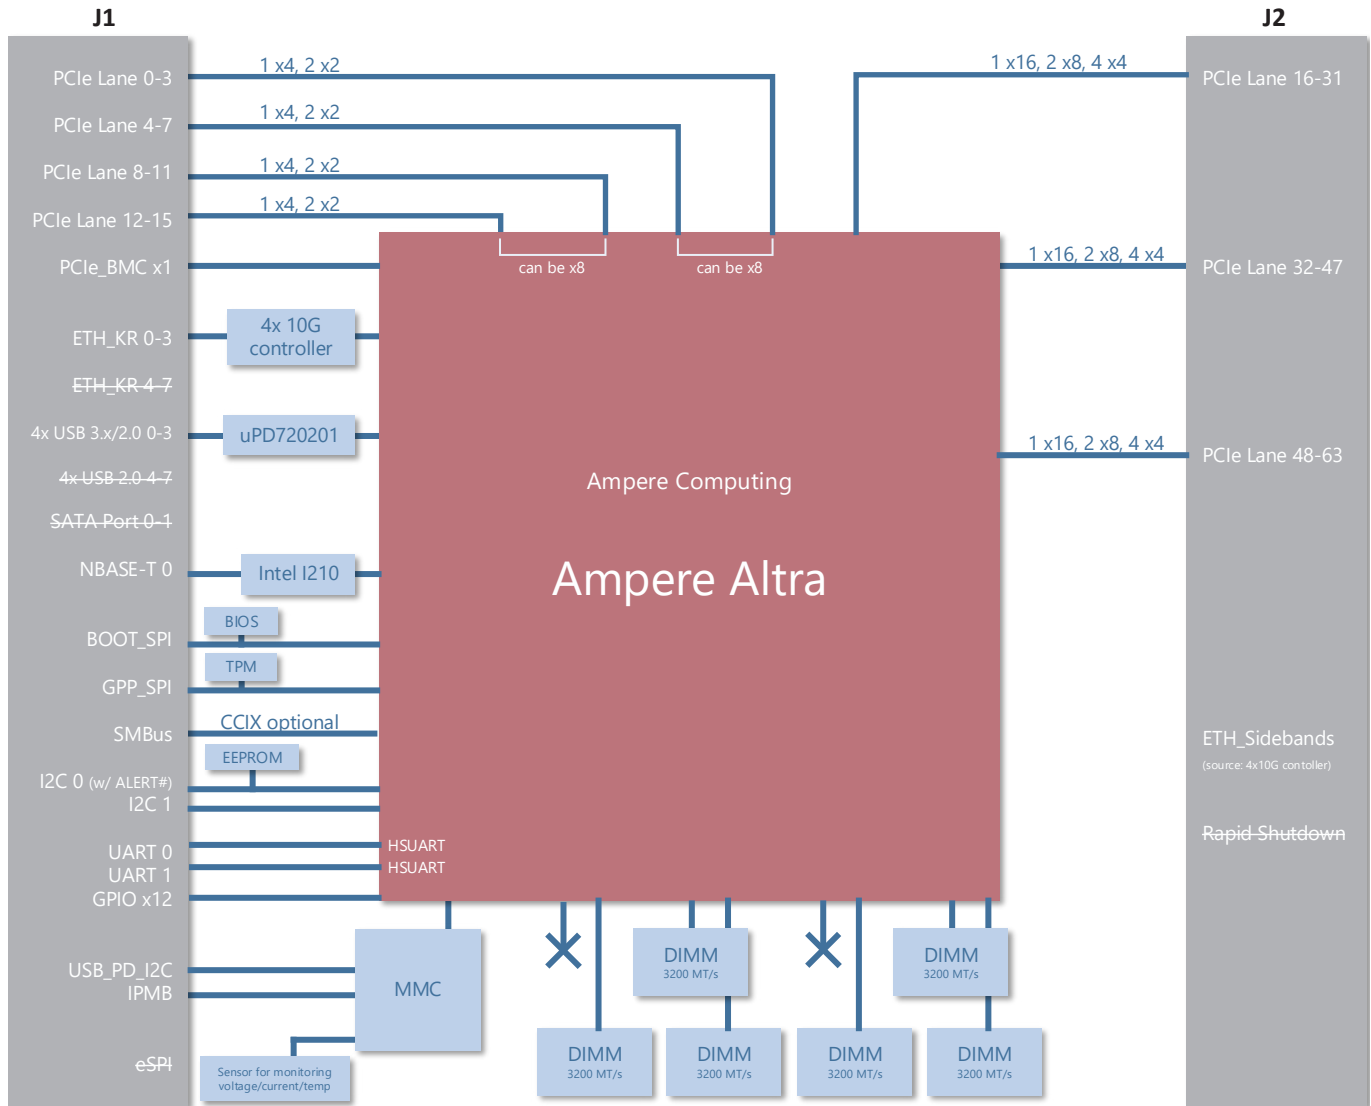 J1
J2
PCIe Lane 0-3
1 x4, 2 x2
1 x16, 2 x8, 4 x4
PCIe Lane 16-31
PCIe Lane 4-7
1 x4, 2 x2
PCIe Lane 8-11
1 x4, 2 x2
PCIe Lane 12-15
1 x4, 2 x2
can be x8
can be x8
PCIe_BMC x1
1 x16, 2 x8, 4 x4
PCIe Lane 32-47
ETH_KR 0-3
4x 10G
controller
ETH_KR 4-7
4x USB 3.x/2.0 0-3
uPD720201
1 x16, 2 x8, 4 x4
PCIe Lane 48-63
4x USB 2.0 4-7
Ampere Computing
SATA Port 0-1
NBASE-T 0
Intel I210
Ampere Altra
BIOS
BOOT_SPI
TPM
GPP_SPI
CCIX optional
SMBus
ETH_Sidebands
(source: 4x10G contoller)
EEPROM
I2C 0 (w/ ALERT#)
I2C 1
Rapid Shutdown
UART 0
HSUART
UART 1
HSUART
GPIO x12
USB_PD_I2C
IPMB
MMC
DIMM
3200 MT/s
DIMM
3200 MT/s
eSPI
Sensor for monitoring
voltage/current/temp
DIMM
3200 MT/s
DIMM
3200 MT/s
DIMM
3200 MT/s
DIMM
3200 MT/s